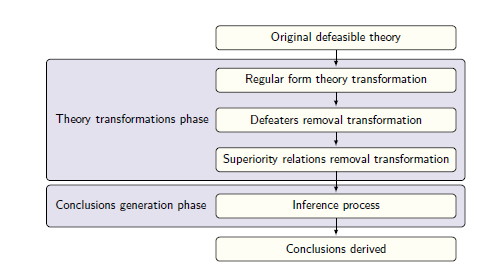 Original defeasible theory
Regular form theory transformation
Theory transformations phase
Defeaters removal transformation
Superiority relations removal transformation
Conclusions generation phase
Inference process
Conclusions derived